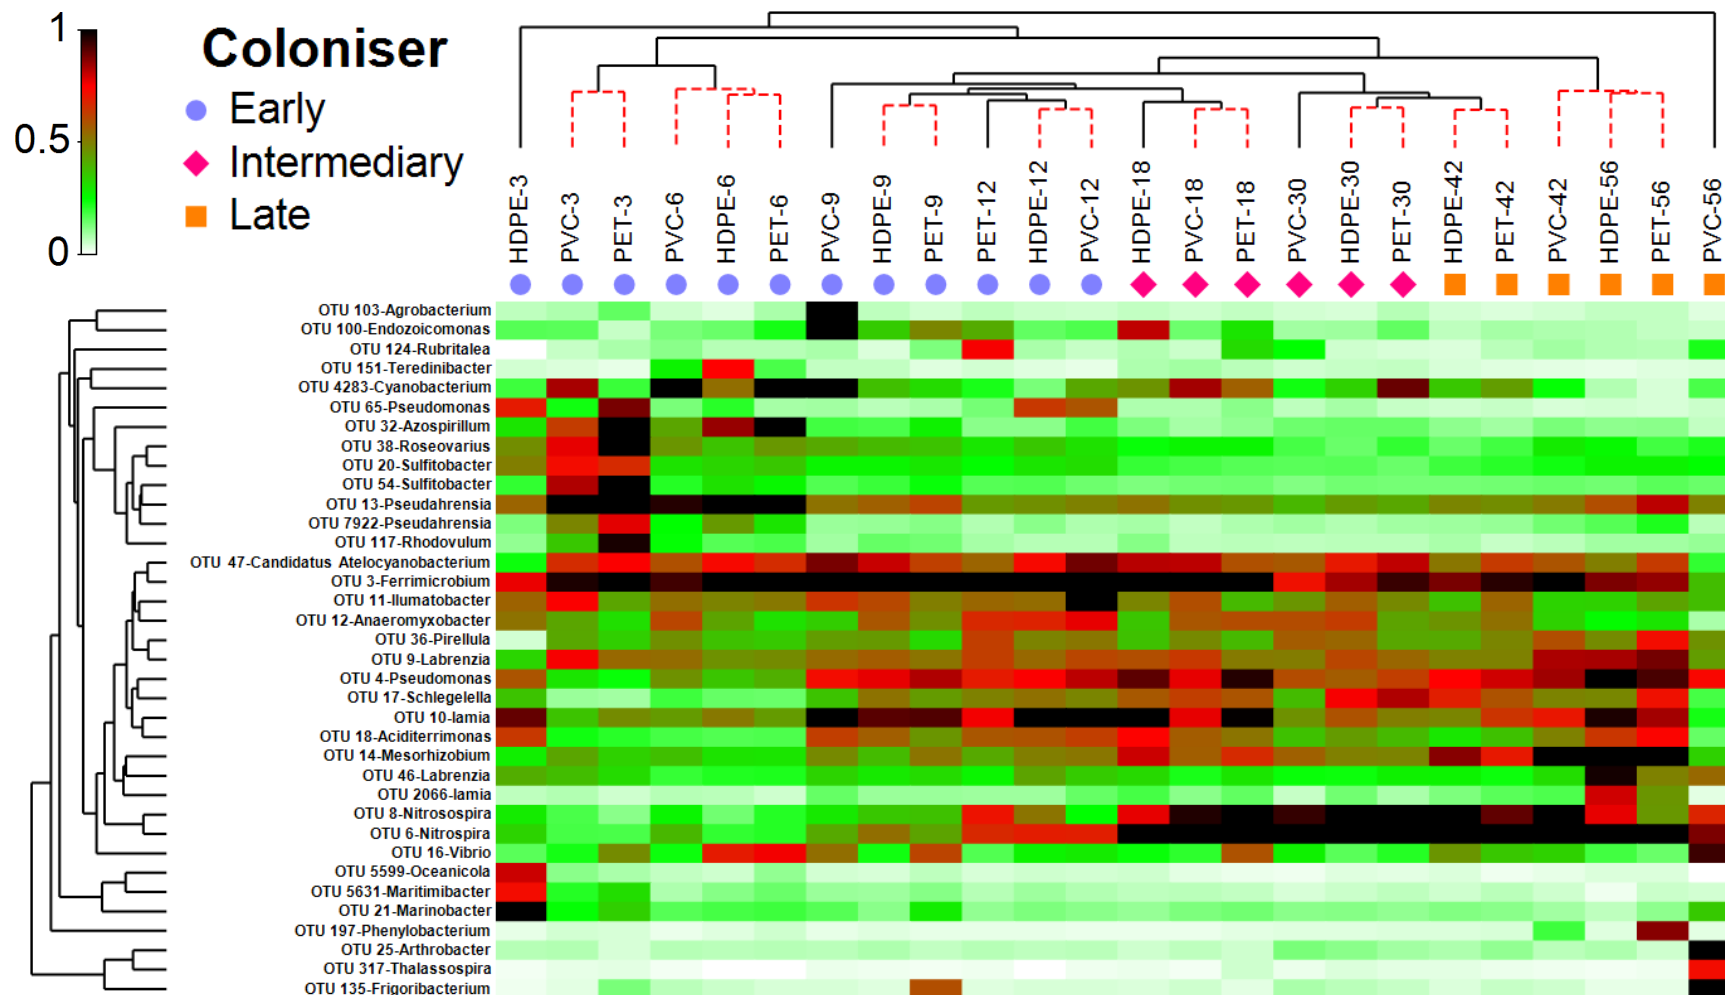 1
0.5
0
Coloniser
Early
Intermediary
Late
HDPE-3
PVC-3
PET-3
PVC-6
HDPE-6
PET-6
PVC-9
HDPE-9
PET-9
PET-12
HDPE-12
PVC-12
HDPE-18
PVC-18
PET-18
PVC-30
HDPE-30
PET-30
HDPE-42
PET-42
PVC-42
HDPE-56
PET-56
PVC-56
OTU 103-Agrobacterium
OTU 100-Endozoicomonas
OTU 124-Rubritalea
OTU 151-Teredinibacter
OTU 4283-Cyanobacterium
OTU 65-Pseudomonas
OTU 32-Azospirillum
OTU 38-Roseovarius
OTU 20-Sulfitobacter
OTU 54-Sulfitobacter
OTU 13-Pseudahrensia
OTU 7922-Pseudahrensia
OTU 117-Rhodovulum
OTU 47-Candidatus Atelocyanobacterium
OTU 3-Ferrimicrobium
OTU 11-Ilumatobacter
OTU 12-Anaeromyxobacter
OTU 36-Pirellula
OTU 9-Labrenzia
OTU 4-Pseudomonas
OTU 17-Schlegelella
OTU 10-Iamia
OTU 18-Aciditerrimonas
OTU 14-Mesorhizobium
OTU 46-Labrenzia
OTU 2066-Iamia
OTU 8-Nitrosospira
OTU 6-Nitrospira
OTU 16-Vibrio
OTU 5599-Oceanicola
OTU 5631-Maritimibacter
OTU 21-Marinobacter
OTU 197-Phenylobacterium
OTU 25-Arthrobacter
OTU 317-Thalassospira
OTU 135-Frigoribacterium